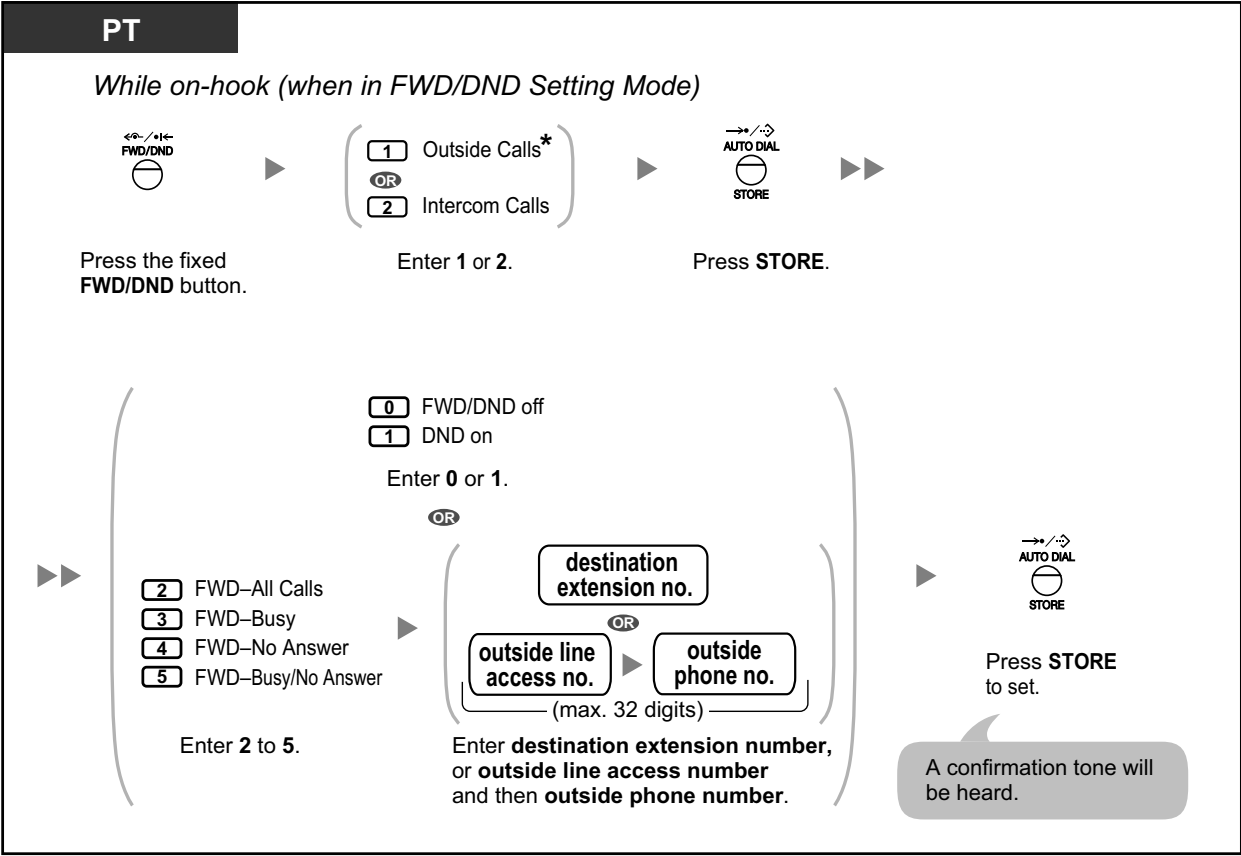 PT
While on-hook (when in FWD/DND Setting Mode)
FWD/DND
1 Outside Calls*
OR
2 Intercom Calls
AUTO DIAL
STORE
Press the fixed
FWD/DND button.
Enter 1 or 2.
Press STORE.
0 FWD/DND off
1 DND on
Enter 0 or 1.
OR
2 FWD–All Calls
3 FWD–Busy
4 FWD–No Answer
5 FWD–Busy/No Answer
Enter 2 to 5.
destination
extension no.
OR
outside line
access no.
outside
phone no.
(max. 32 digits)
Enter destination extension number,
or outside line access number
and then outside phone number.
AUTO DIAL
STORE
Press STORE
to set.
A confirmation tone will
be heard.